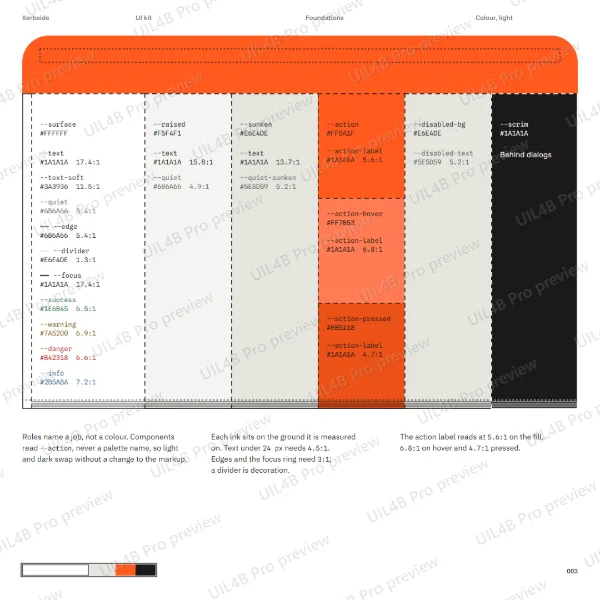 Kerbside
UI kit
Foundations
Colour, light
--surface
#FFFFFF
--text
#1A1A1A 17.4:1
--text-soft
#3A3936 11.5:1
--quiet
#6B6A66 5.4:1
--edge
#6B6A66 5.4:1
--divider
#E6E4DE 1.3:1
--focus
#1A1A1A 17.4:1
--success
#1E6B45 6.5:1
--warning
#7A5200 6.9:1
--danger
#B42318 6.6:1
--info
#2B5A8A 7.2:1
--raised
#F5F4F1
--text
#1A1A1A 15.8:1
--quiet
#6B6A66 4.9:1
--sunken
#E6E4DE
--text
#1A1A1A 13.7:1
--quiet-sunken
#5E5D59 5.2:1
--action
#FF5A1F
--action-label
#1A1A1A 5.6:1
--action-hover
--action-label
#1A1A1A 6.8:1
--action-pressed
--action-label
#1A1A1A 4.7:1
--disabled-bg
#E6E4DE
--disabled-text
#5E5D59 5.2:1
--scrim
#1A1A1A
Behind dialogs
Roles name a job, not a colour. Components
read --action, never a palette name, so light
and dark swap without a change to the markup.
Each ink sits on the ground it is measured
on. Text under 24 px needs 4.5:1.
Edges and the focus ring need 3:1;
a divider is decoration.
The action label reads at 5.6:1 on the fill,
6.8:1 on hover and 4.7:1 pressed.
003
UIL4B Pro preview